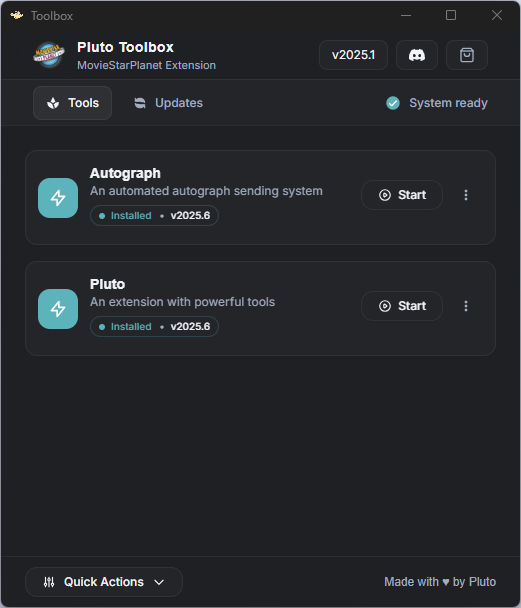 Toolbox
Pluto Toolbox
MovieStarPlanet Extension
v2025.1
Tools
Updates
System ready
Autograph
An automated autograph sending system
Installed • v2025.6
Start
Pluto
An extension with powerful tools
Installed • v2025.6
Start
Quick Actions
Made with ♥ by Pluto